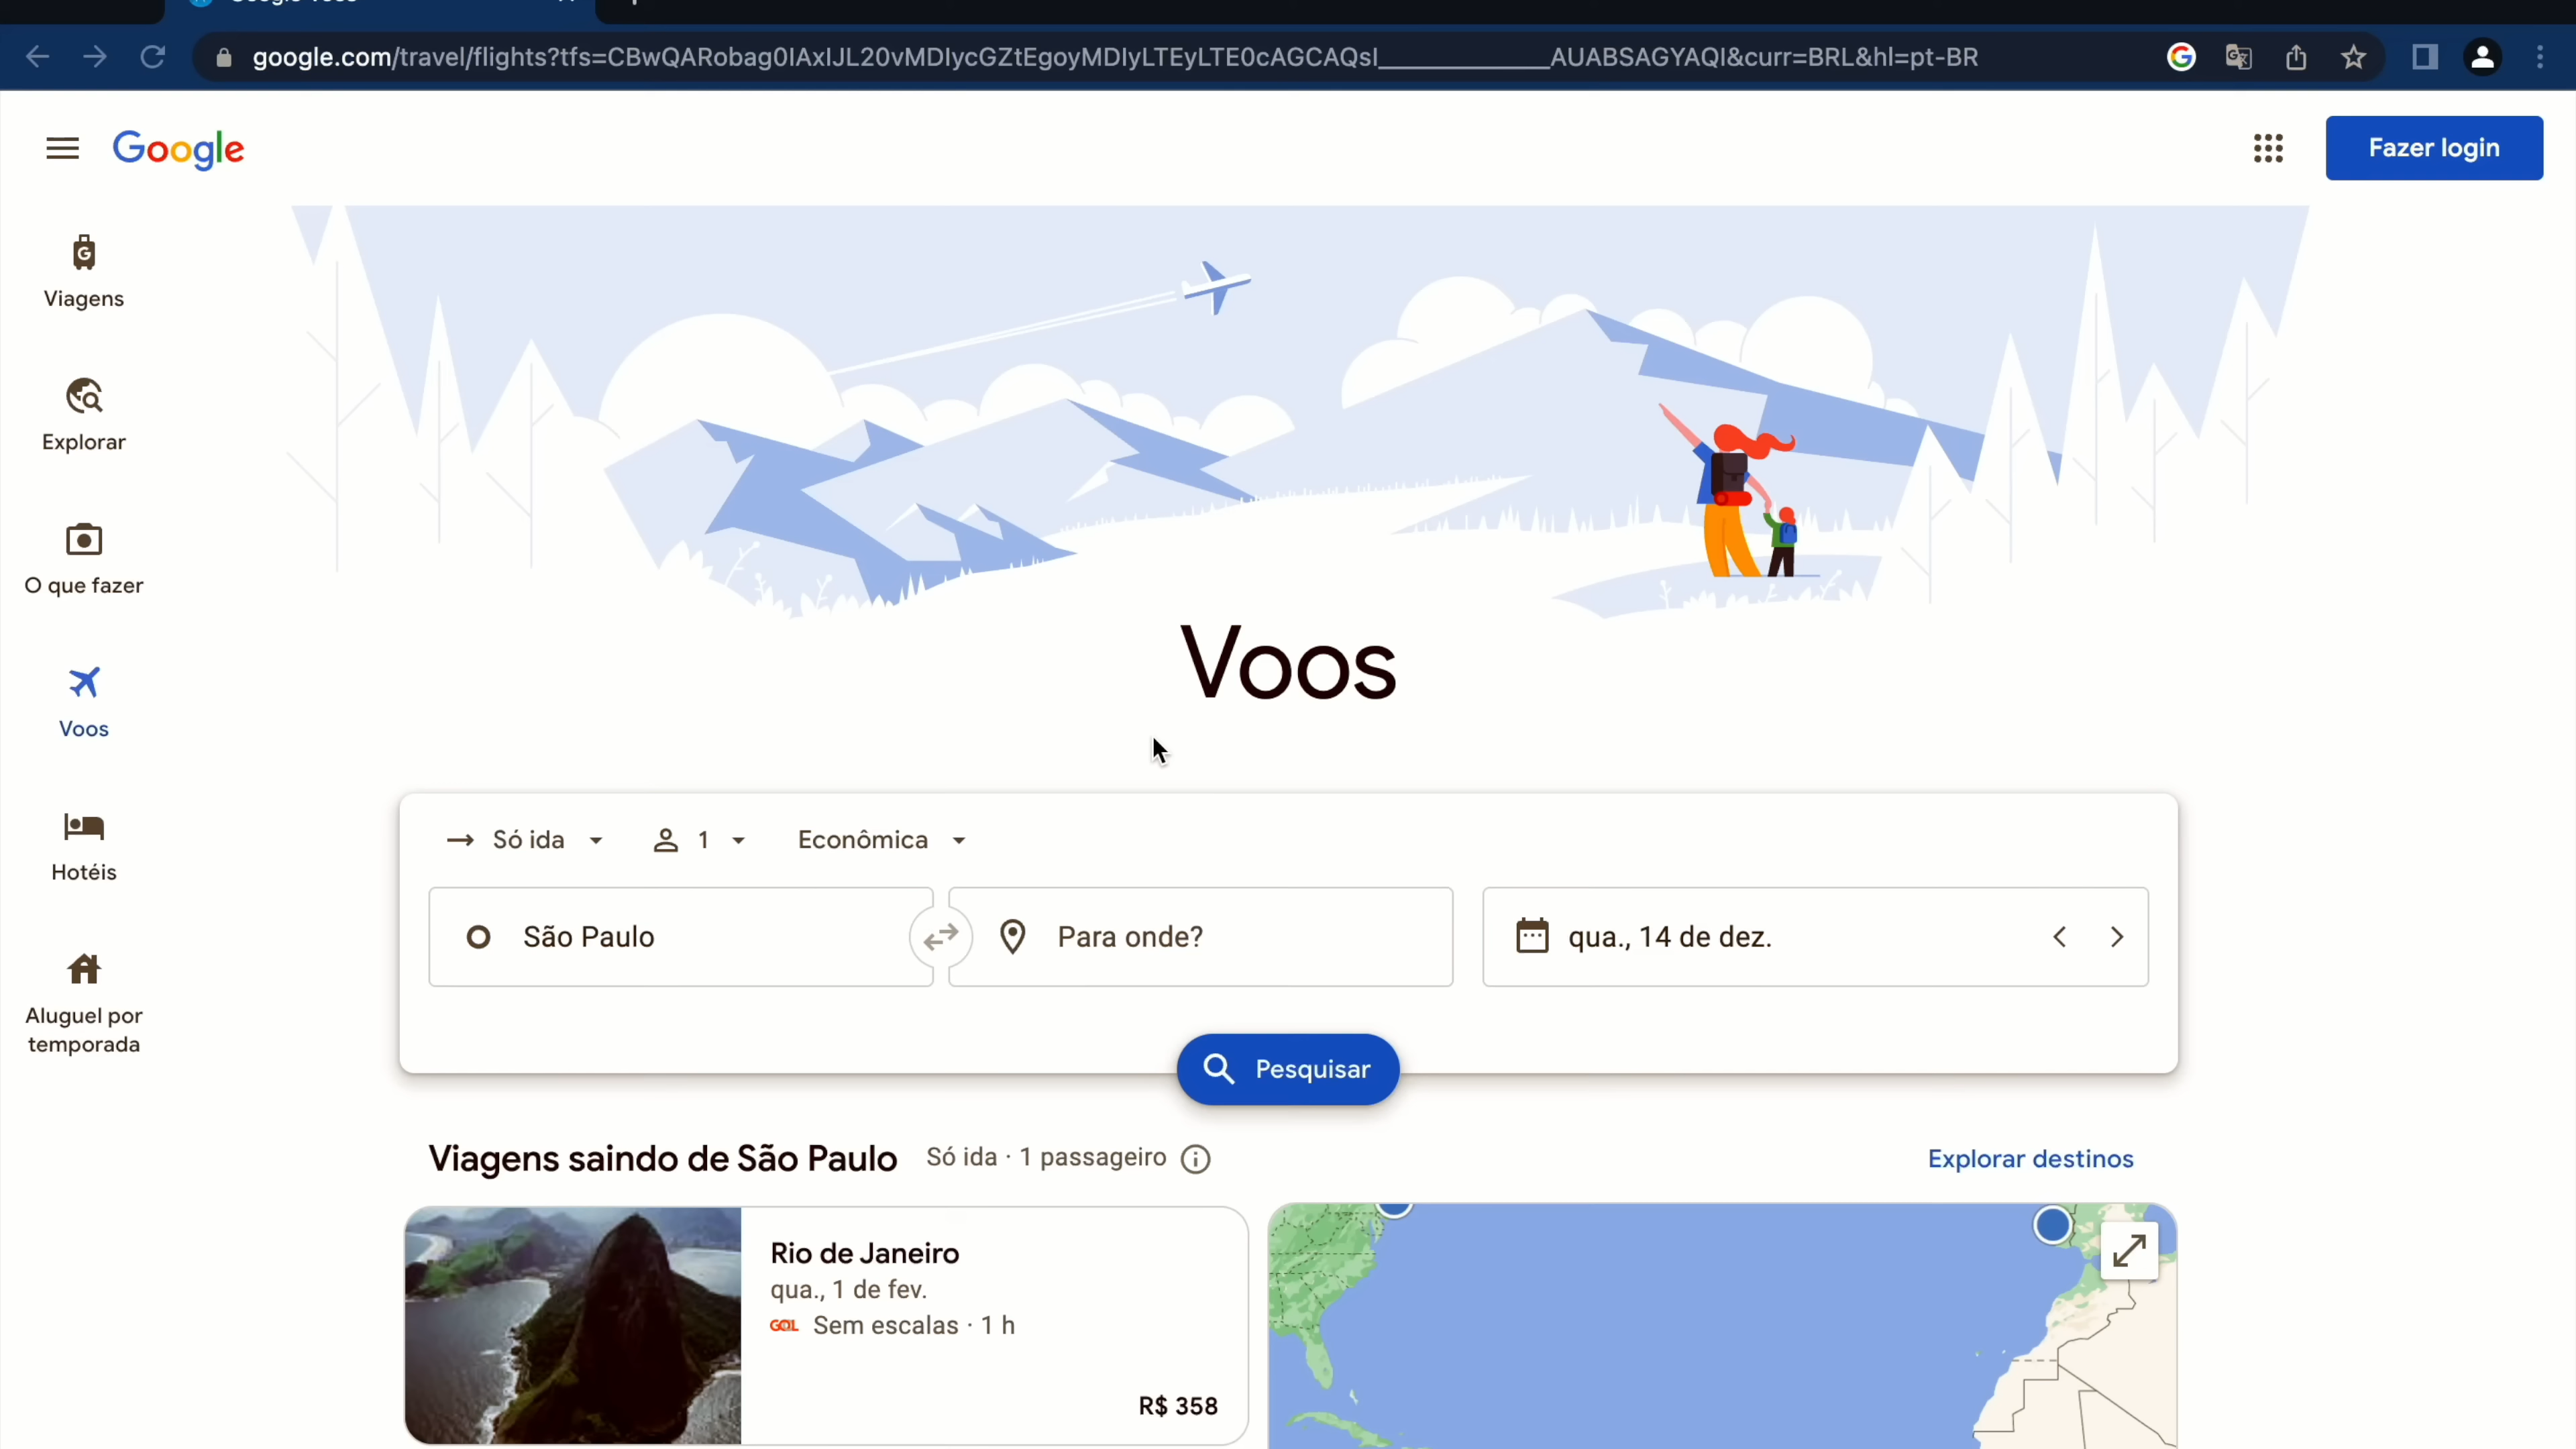 google.com/travel/flights?tfs=CBwQARobag0IAxIJL20vMDIycGZtEgoyMDIyLTEyLTE0cAGCAQsI____________AUABSAGYAQI&curr=BRL&hl=pt-BR
Google
Fazer login
Viagens
Explorar
O que fazer
Voos
Hotéis
Aluguel por
temporada
Voos
Só ida
1
Econômica
São Paulo
Para onde?
qua., 14 de dez.
Pesquisar
Viagens saindo de São Paulo
Só ida · 1 passageiro
Explorar destinos
Rio de Janeiro
qua., 1 de fev.
GOL Sem escalas · 1 h
R$ 358